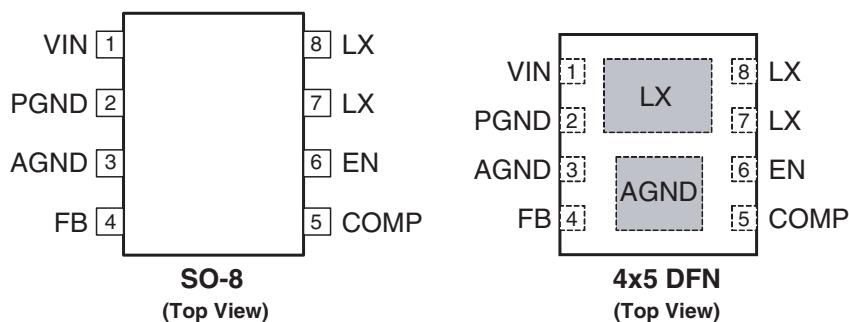 VIN 1 8 LX
PGND 2 7 LX
AGND 3 6 EN
FB 4 5 COMP
SO-8
(Top View)
VIN 1 LX 8 LX
PGND 2 7 LX
AGND 3 AGND 6 EN
FB 4 5 COMP
4x5 DFN
(Top View)